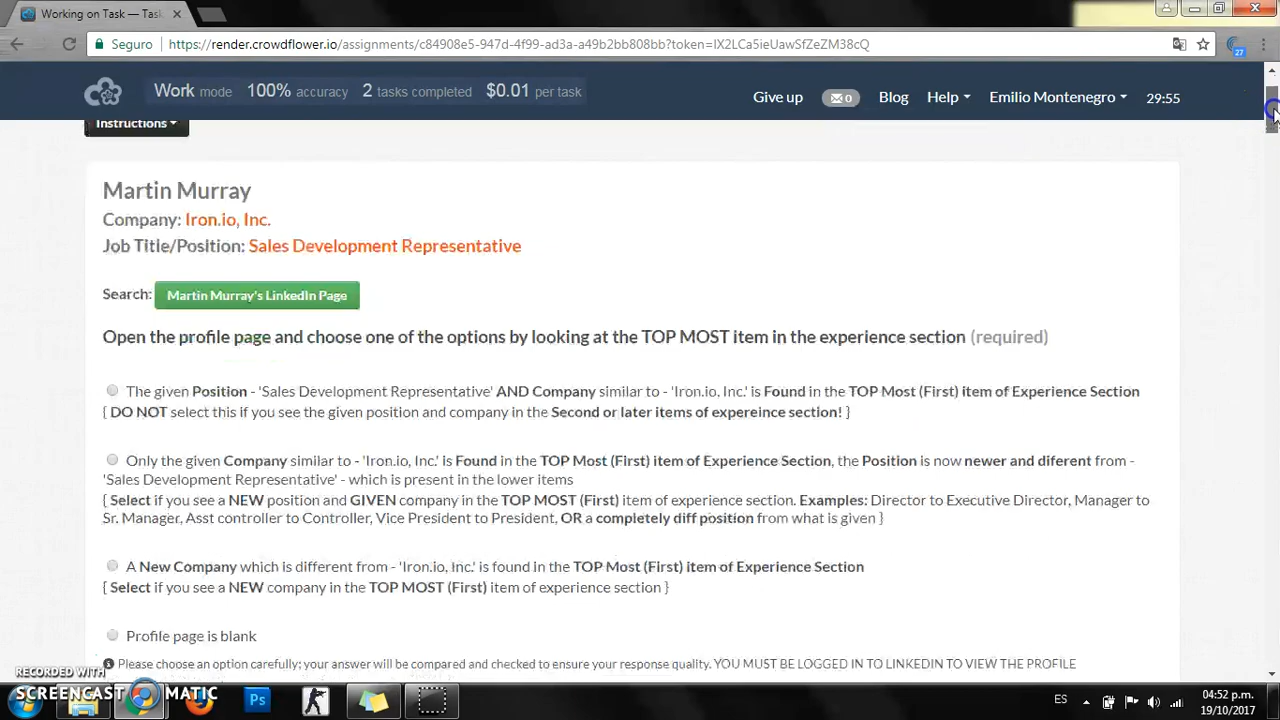 Working on Task — Task
Seguro https://render.crowdflower.io/assignments/c84908e5-947d-4f99-ad3a-a49b2bb808bb?token=IX2LCa5ieUawSfZeZM38cQ
27
Work mode 100% accuracy 2 tasks completed $0.01 per task
Give up 0 Blog Help Emilio Montenegro 29:55
Instructions
Martin Murray
Company: Iron.io, Inc.
Job Title/Position: Sales Development Representative
Search: Martin Murray's LinkedIn Page
Open the profile page and choose one of the options by looking at the TOP MOST item in the experience section (required)
The given Position - 'Sales Development Representative' AND Company similar to - 'Iron.io, Inc.' is Found in the TOP Most (First) item of Experience Section
{ DO NOT select this if you see the given position and company in the Second or later items of expereince section! }
Only the given Company similar to - 'Iron.io, Inc.' is Found in the TOP Most (First) item of Experience Section, the Position is now newer and diferent from -
'Sales Development Representative' - which is present in the lower items
{ Select if you see a NEW position and GIVEN company in the TOP MOST (First) item of experience section. Examples: Director to Executive Director, Manager to
Sr. Manager, Asst controller to Controller, Vice President to President, OR a completely diff position from what is given }
A New Company which is different from - 'Iron.io, Inc.' is found in the TOP Most (First) item of Experience Section
{ Select if you see a NEW company in the TOP MOST (First) item of experience section }
Profile page is blank
Please choose an option carefully; your answer will be compared and checked to ensure your response quality. YOU MUST BE LOGGED IN TO LINKEDIN TO VIEW THE PROFILE
RECORDED WITH
SCREENCAST MATIC
Ps
ES
04:52 p.m.
19/10/2017